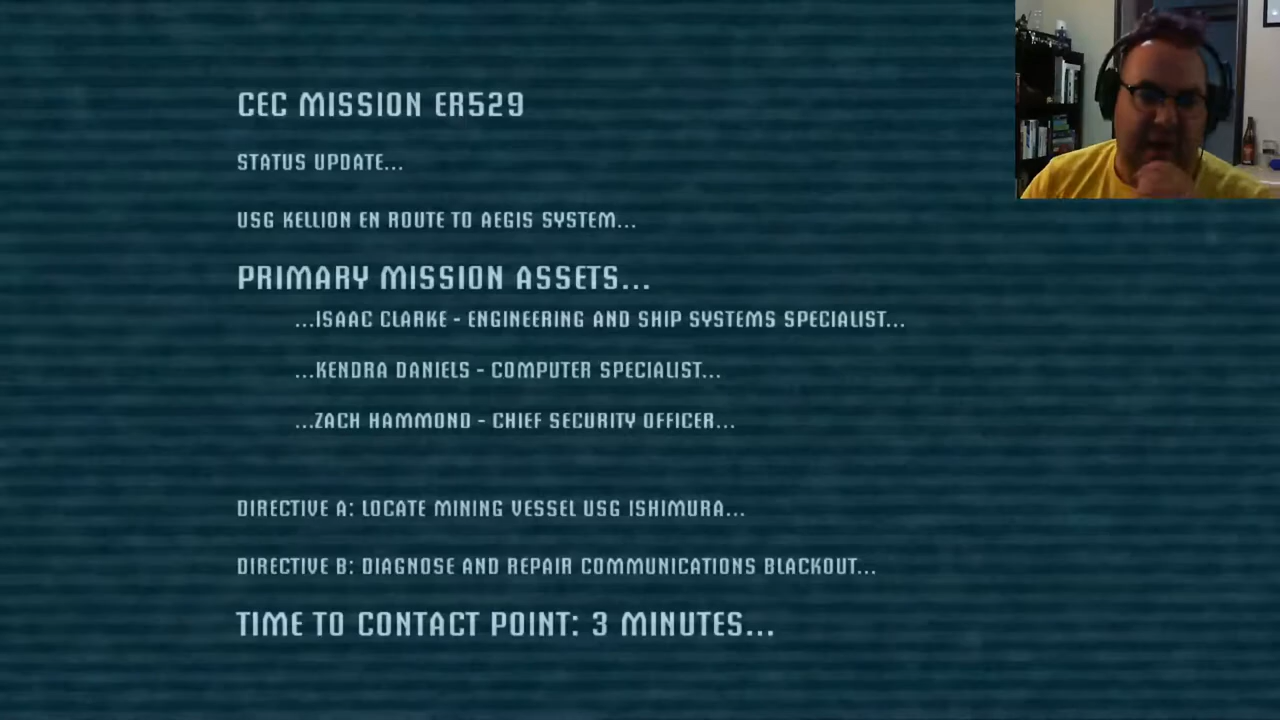 CEC MISSION ER529
STATUS UPDATE...
USG KELLION EN ROUTE TO AEGIS SYSTEM...
PRIMARY MISSION ASSETS...
...ISAAC CLARKE - ENGINEERING AND SHIP SYSTEMS SPECIALIST...
...KENDRA DANIELS - COMPUTER SPECIALIST...
...ZACH HAMMOND - CHIEF SECURITY OFFICER...
DIRECTIVE A: LOCATE MINING VESSEL USG ISHIMURA...
DIRECTIVE B: DIAGNOSE AND REPAIR COMMUNICATIONS BLACKOUT...
TIME TO CONTACT POINT: 3 MINUTES...